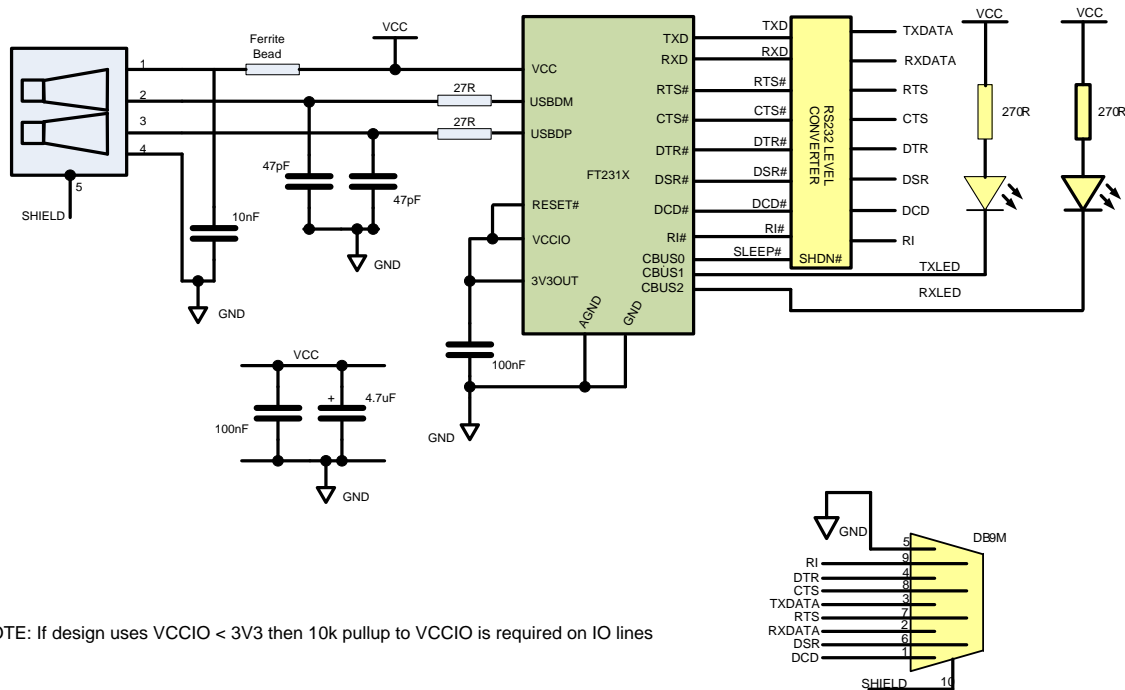 VCC
VCC
VCC
Ferrite
Bead
1
2
3
4
5
SHIELD
27R
27R
47pF
47pF
10nF
GND
GND
VCC
USBDM
USBDP
RESET#
VCCIO
3V3OUT
FT231X
AGND
GND
TXD
RXD
RTS#
CTS#
DTR#
DSR#
DCD#
RI#
CBUS0
CBUS1
CBUS2
TXD
RXD
RTS#
CTS#
DTR#
DSR#
DCD#
RI#
SLEEP#
RS232 LEVEL
CONVERTER
SHDN#
TXDATA
RXDATA
RTS
CTS
DTR
DSR
DCD
RI
TXLED
RXLED
270R
270R
100nF
GND
VCC
100nF
+
4.7uF
GND
GND
DB9M
5
RI 9
DTR 4
CTS 8
TXDATA 3
RTS 7
RXDATA 2
DSR 6
DCD 1
SHIELD 10
OTE: If design uses VCCIO < 3V3 then 10k pullup to VCCIO is required on IO lines